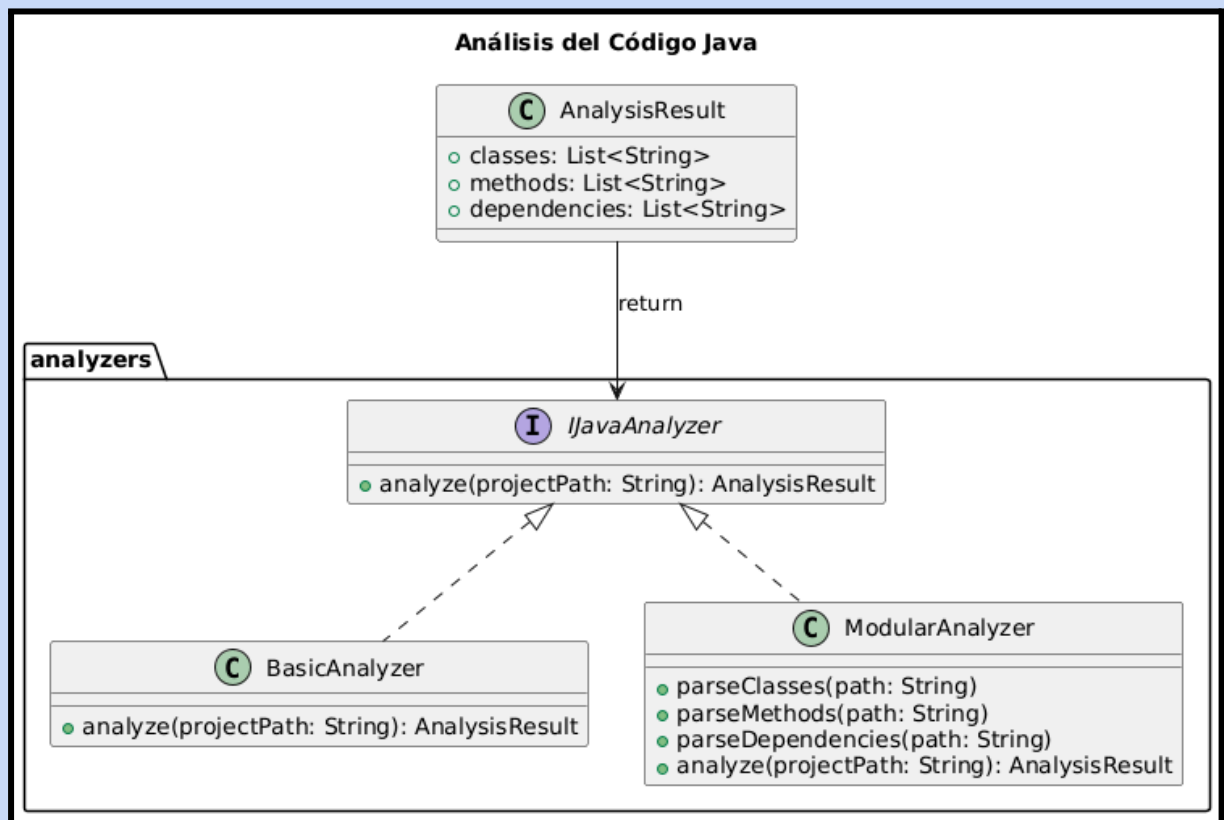 Análisis del Código Java
C AnalysisResult
classes: List<String>
methods: List<String>
dependencies: List<String>
return
analyzers
I IJavaAnalyzer
analyze(projectPath: String): AnalysisResult
C BasicAnalyzer
analyze(projectPath: String): AnalysisResult
C ModularAnalyzer
parseClasses(path: String)
parseMethods(path: String)
parseDependencies(path: String)
analyze(projectPath: String): AnalysisResult